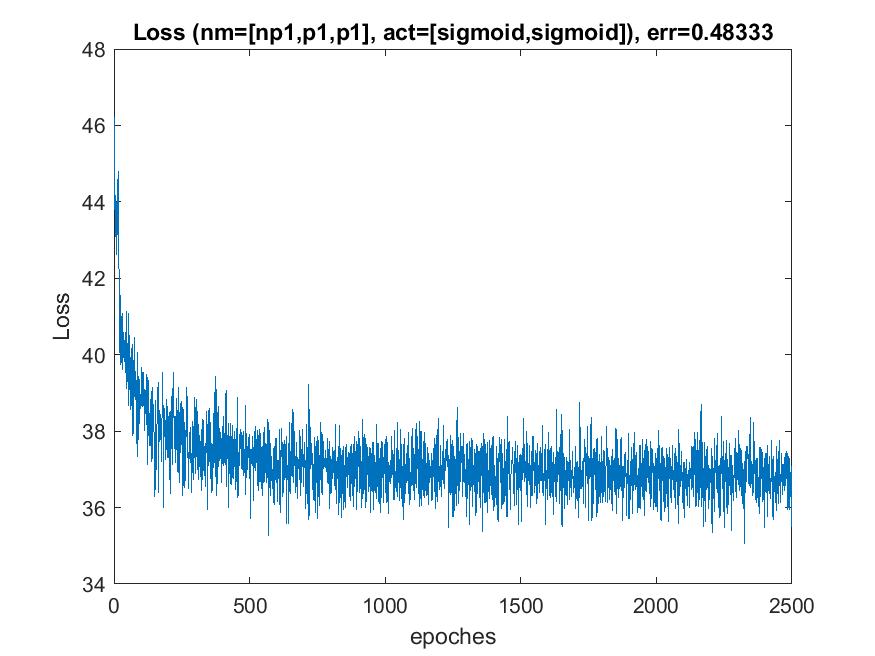 Loss (nm=[np1,p1,p1], act=[sigmoid,sigmoid]), err=0.48333
48
46
44
42
40
38
36
34
Loss
0 500 1000 1500 2000 2500
epoches